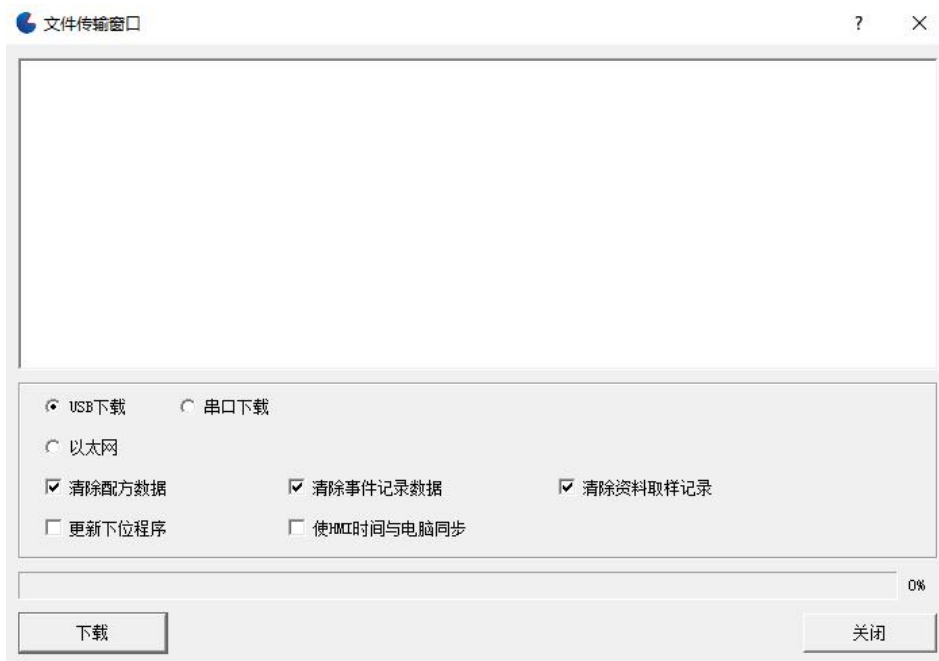 文件传输窗口
USB下载 串口下载
以太网
清除配方数据 清除事件记录数据 清除资料取样记录
更新下位程序 使HMI时间与电脑同步
0%
下载 关闭